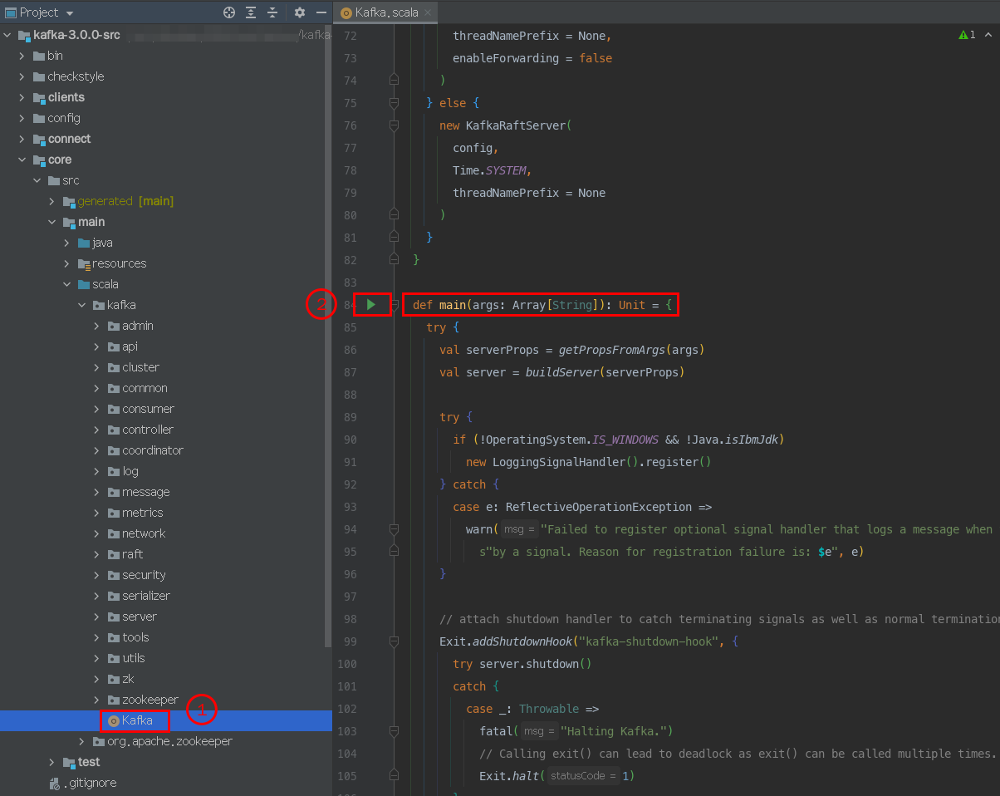 Project
kafka-3.0.0-src /kafka-
bin
checkstyle
clients
config
connect
core
src
generated [main]
main
java
resources
scala
kafka
admin
api
cluster
common
consumer
controller
coordinator
log
message
metrics
network
raft
security
serializer
server
tools
utils
zk
zookeeper
Kafka
1
org.apache.zookeeper
test
.gitignore
Kafka.scala
1
72 threadNamePrefix = None,
73 enableForwarding = false
74 )
75 } else {
76 new KafkaRaftServer(
77 config,
78 Time.SYSTEM,
79 threadNamePrefix = None
80 )
81 }
82 }
83
2 84 def main(args: Array[String]): Unit = {
85 try {
86 val serverProps = getPropsFromArgs(args)
87 val server = buildServer(serverProps)
88
89 try {
90 if (!OperatingSystem.IS_WINDOWS && !Java.isIbmJdk)
91 new LoggingSignalHandler().register()
92 } catch {
93 case e: ReflectiveOperationException =>
94 warn( msg = "Failed to register optional signal handler that logs a message when
95 s"by a signal. Reason for registration failure is: $e", e)
96 }
97
98 // attach shutdown handler to catch terminating signals as well as normal termination
99 Exit.addShutdownHook("kafka-shutdown-hook", {
100 try server.shutdown()
101 catch {
102 case _: Throwable =>
103 fatal( msg = "Halting Kafka.")
104 // Calling exit() can lead to deadlock as exit() can be called multiple times.
105 Exit.halt( statusCode = 1)